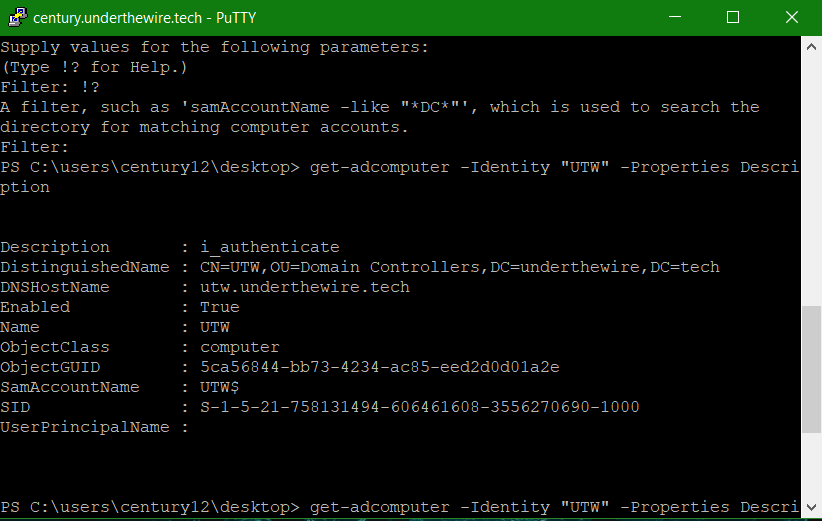 century.underthewire.tech - PuTTY
Supply values for the following parameters:
(Type !? for Help.)
Filter: !?
A filter, such as 'samAccountName -like "*DC*"', which is used to search the
directory for matching computer accounts.
Filter:
PS C:\users\century12\desktop> get-adcomputer -Identity "UTW" -Properties Descri
ption
Description       : i_authenticate
DistinguishedName : CN=UTW,OU=Domain Controllers,DC=underthewire,DC=tech
DNSHostName       : utw.underthewire.tech
Enabled           : True
Name              : UTW
ObjectClass       : computer
ObjectGUID        : 5ca56844-bb73-4234-ac85-eed2d0d01a2e
SamAccountName    : UTW$
SID               : S-1-5-21-758131494-606461608-3556270690-1000
UserPrincipalName :
PS C:\users\century12\desktop> get-adcomputer -Identity "UTW" -Properties Descri